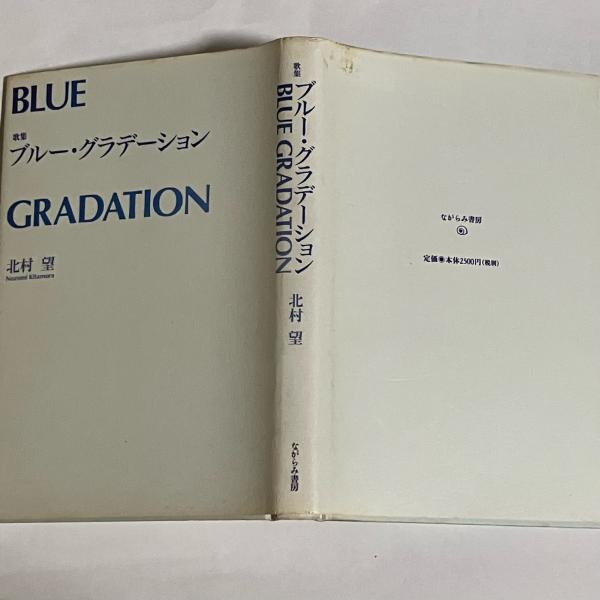 BLUE
歌集
ブルー・グラデーション
GRADATION
北村 望
Nozomi Kitamura
歌集
ブルー・グラデーション
BLUE GRADATION
北村 望
ながらみ書房
ながらみ書房
定価●本体2500円(税別)